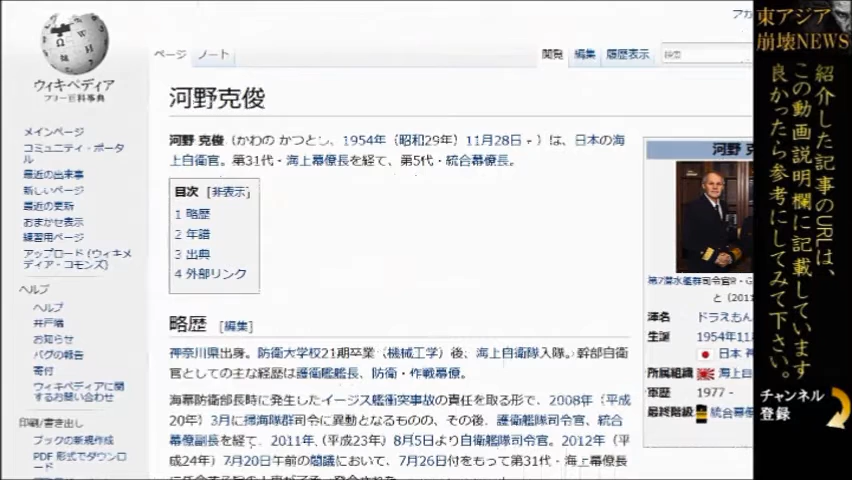 ウィキペディア
フリー百科事典
メインページ
コミュニティ・ポータ
ル
最近の出来事
新しいページ
最近の更新
おまかせ表示
練習用ページ
アップロード (ウィキメ
ディア・コモンズ)
ヘルプ
ヘルプ
井戸端
お知らせ
バグの報告
寄付
ウィキペディアに関
するお問い合わせ
印刷/書き出し
ブックの新規作成
PDF 形式でダウンロ
ード
ページ ノート
閲覧 編集 履歴表示 検索
河野克俊
河野 克俊（かわの かつとし、1954年（昭和29年）11月28日 - ）は、日本の海
上自衛官。第31代・海上幕僚長を経て、第5代・統合幕僚長。
目次 [非表示]
1 略歴
2 年譜
3 出典
4 外部リンク
略歴 [編集]
神奈川県出身。防衛大学校21期卒業（機械工学）後、海上自衛隊入隊。幹部自衛
官としての主な経歴は護衛艦艦長、防衛・作戦幕僚。
海幕防衛部長時に発生したイージス艦衝突事故の責任を取る形で、2008年（平成
20年）3月に掃海隊群司令に異動となるものの、その後、護衛艦隊司令官、統合
幕僚副長を経て、2011年、（平成23年）8月5日より自衛艦隊司令官。2012年（平
成24年）7月20日午前の閣議において、7月26日付をもって第31代・海上幕僚長
河野 克
第7潜水艦群司令官R・G
と（201
渾名 ドラえもん
生誕 1954年11
日本 神
所属組織 海上自
軍歴 1977 -
最終階級 統合幕
東アジア
崩壊NEWS
紹介した記事のURLは、
この動画説明欄に記載しています
良かったら参考にしてみて下さい。
チャンネル
登録